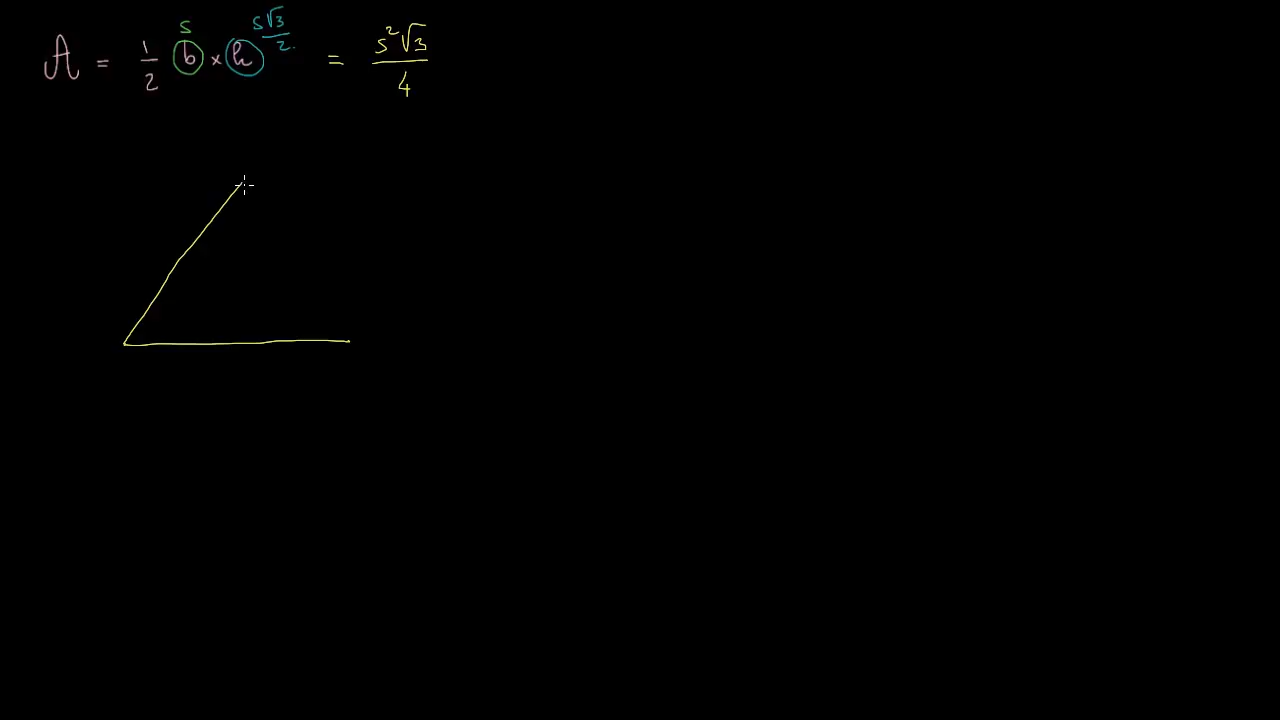 A = 1/2 b × h = s²√3/4
s
s√3/2